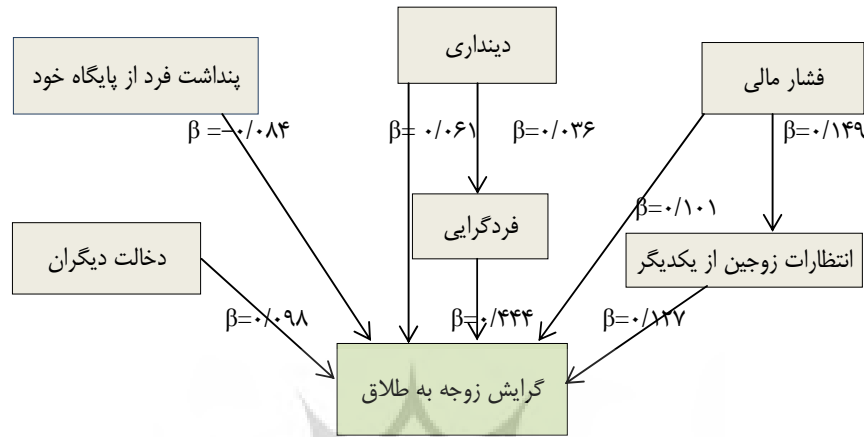 دینداری
پنداشت فرد از پایگاه خود
فشار مالی
β =-۰/۰۸۴
β= ۰/۰۶۱
β=۰/۰۳۶
β=۰/۱۴۹
فردگرایی
β=۰/۱۰۱
دخالت دیگران
انتظارات زوجین از یکدیگر
β=۰/۰۹۸
β=۰/۴۴۴
β=۰/۱۲۷
گرایش زوجه به طلاق